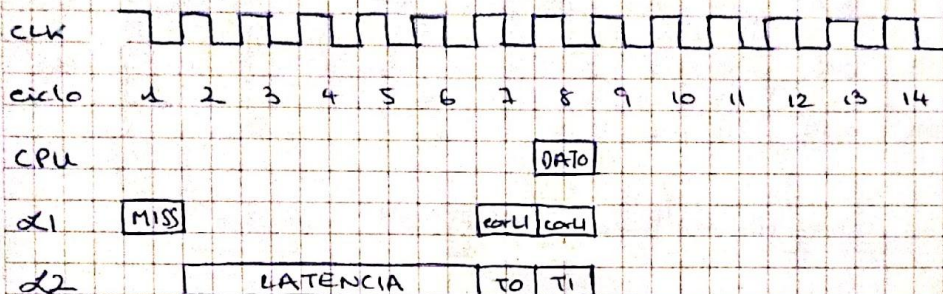 CLK
ciclo 1 2 3 4 5 6 7 8 9 10 11 12 13 14
CPU DATO
L1 MISS carL1 carL1
L2 LATENCIA T0 T1